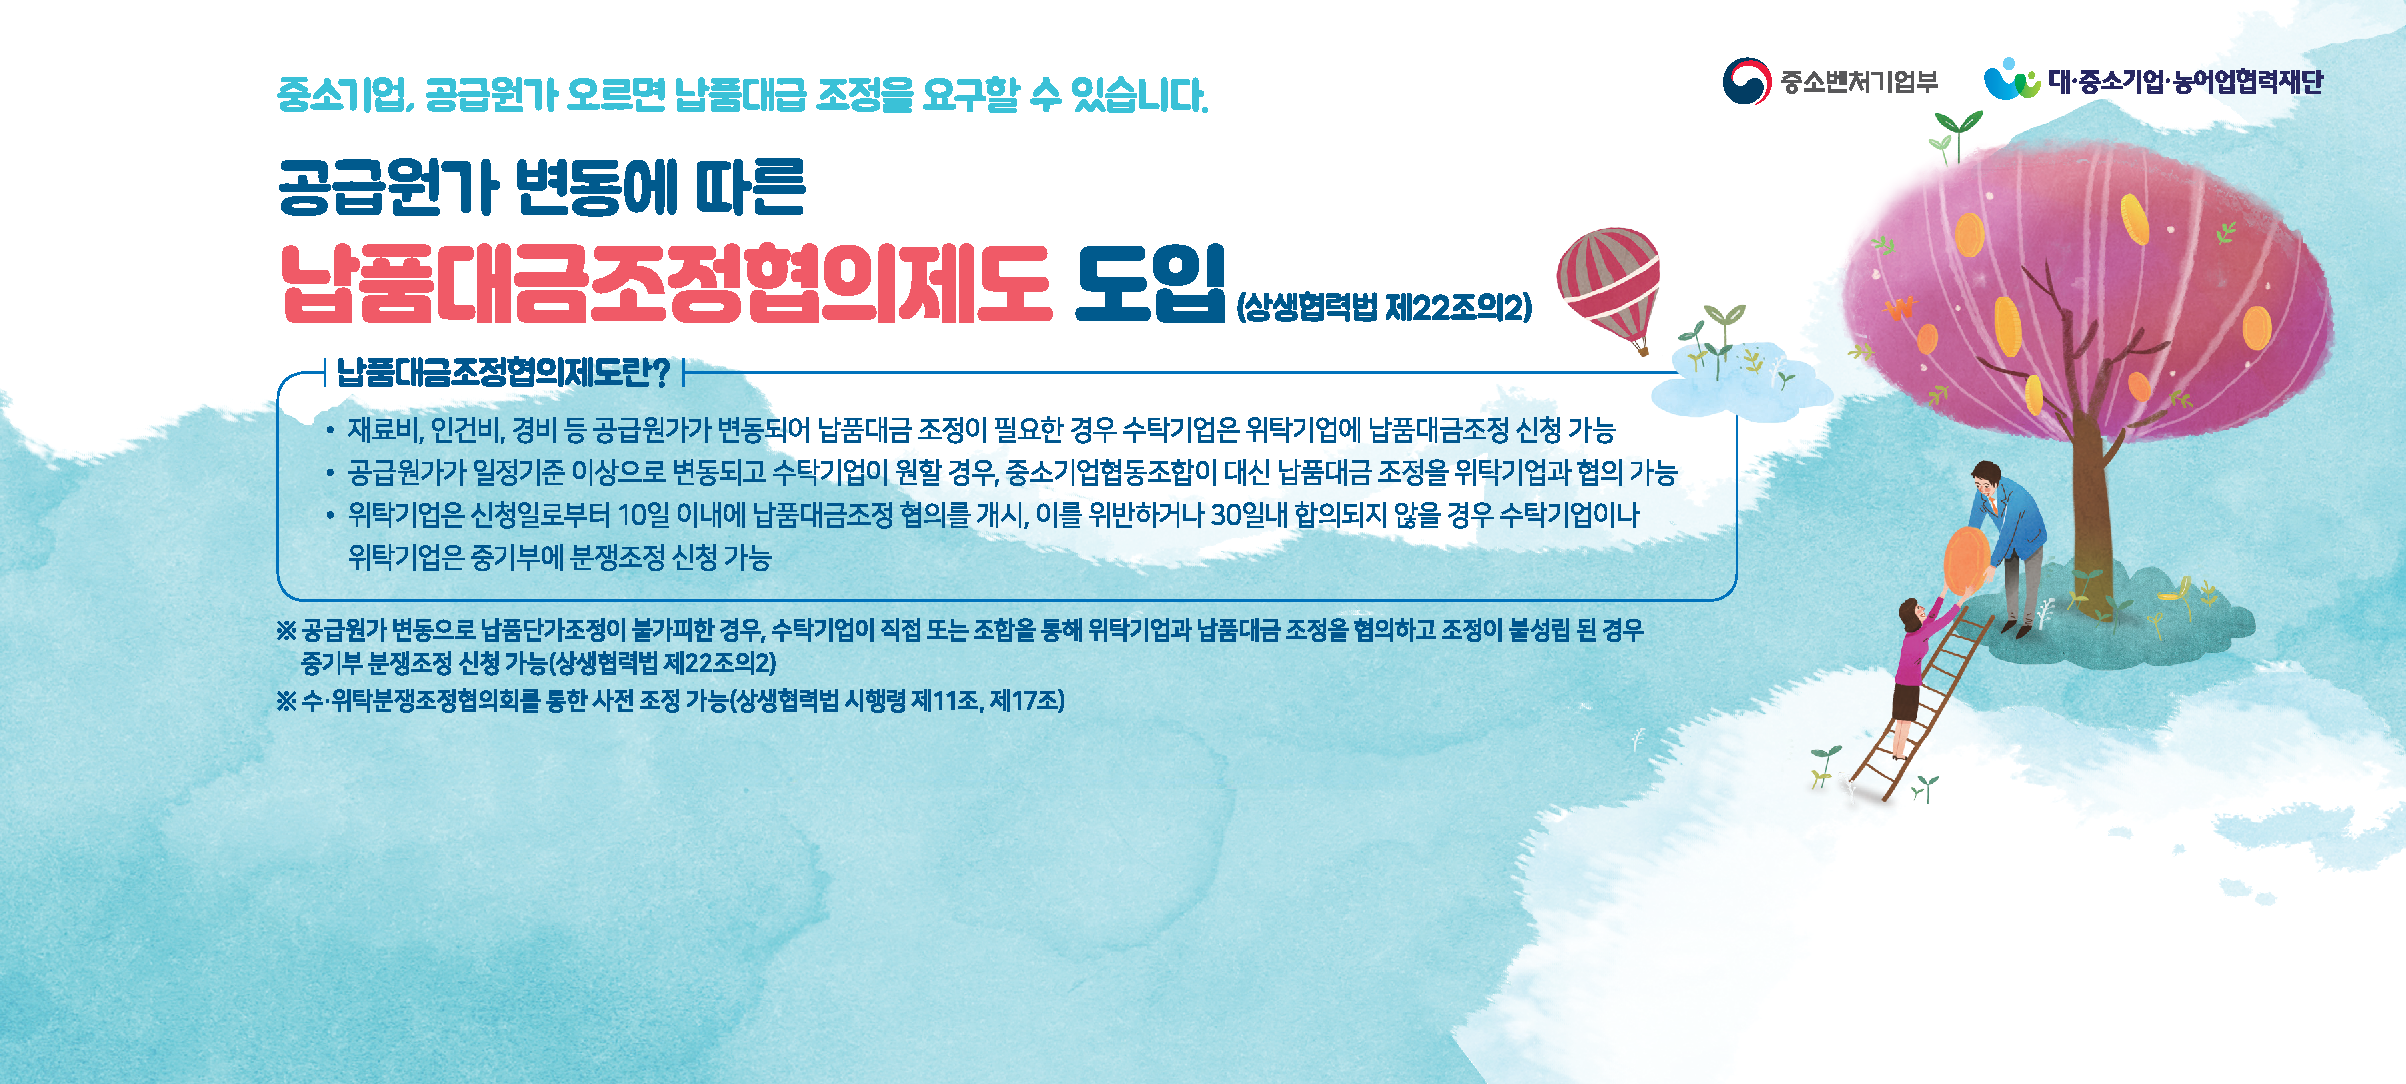 중소기업, 공급원가 오르면 납품대급 조정을 요구할 수 있습니다.
중소벤처기업부
대·중소기업·농어업협력재단
공급원가 변동에 따른
납품대금조정협의제도 도입 (상생협력법 제22조의2)
납품대금조정협의제도란?
• 재료비, 인건비, 경비 등 공급원가가 변동되어 납품대금 조정이 필요한 경우 수탁기업은 위탁기업에 납품대금조정 신청 가능
• 공급원가가 일정기준 이상으로 변동되고 수탁기업이 원할 경우, 중소기업협동조합이 대신 납품대금 조정을 위탁기업과 협의 가능
• 위탁기업은 신청일로부터 10일 이내에 납품대금조정 협의를 개시, 이를 위반하거나 30일내 합의되지 않을 경우 수탁기업이나
위탁기업은 중기부에 분쟁조정 신청 가능
※ 공급원가 변동으로 납품단가조정이 불가피한 경우, 수탁기업이 직접 또는 조합을 통해 위탁기업과 납품대금 조정을 협의하고 조정이 불성립 된 경우
중기부 분쟁조정 신청 가능(상생협력법 제22조의2)
※ 수·위탁분쟁조정협의회를 통한 사전 조정 가능(상생협력법 시행령 제11조, 제17조)